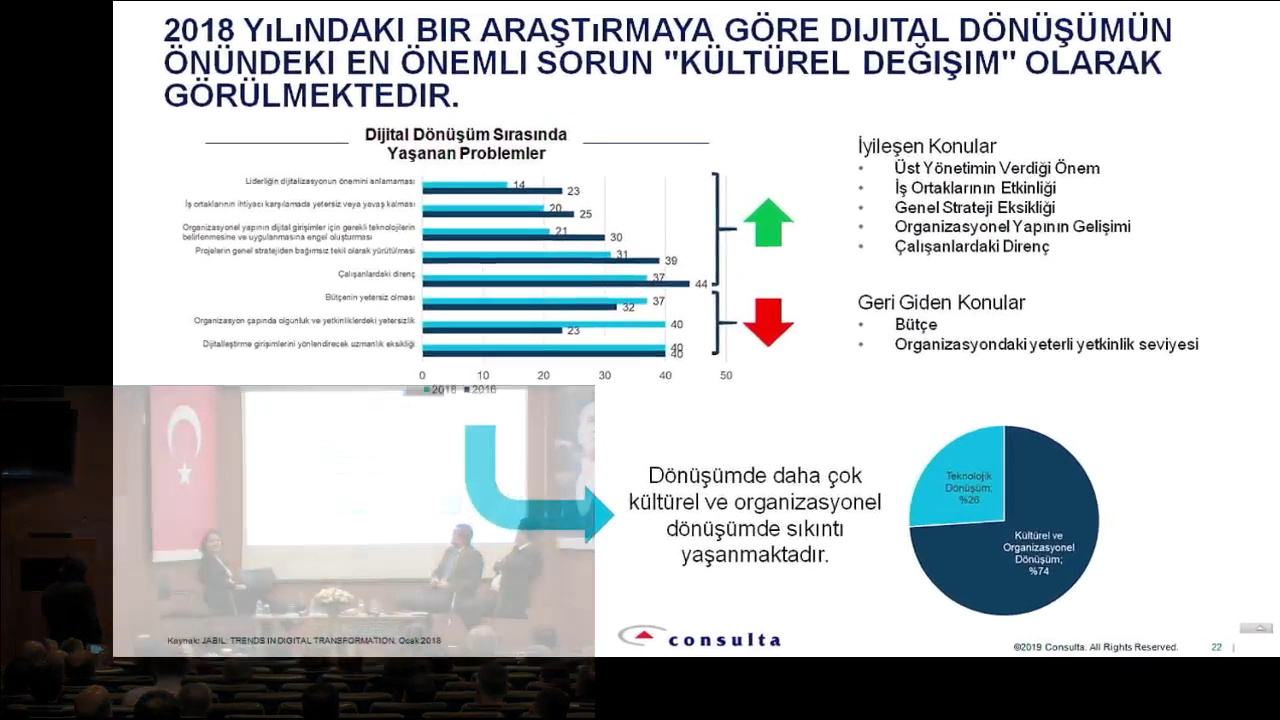 2018 YıLıNDAKI BIR ARAŞTıRMAYA GÖRE DIJITAL DÖNÜŞÜMÜN
ÖNÜNDEKI EN ÖNEMLI SORUN "KÜLTÜREL DEĞIŞIM" OLARAK
GÖRÜLMEKTEDIR.
Dijital Dönüşüm Sırasında
Yaşanan Problemler
Liderliğin dijitalizasyonun önemini anlamaması
14
23
İş ortaklarının ihtiyacı karşılamada yetersiz veya yavaş kalması
20
25
Organizasyonel yapının dijital girişimler için gerekli teknolojilerin
belirlenmesine ve uygulanmasına engel oluşturması
21
30
Projelerin genel stratejiden bağımsız tekil olarak yürütülmesi
31
39
Çalışanlardaki direnç
37
44
Bütçenin yetersiz olması
37
32
Organizasyon çapında olgunluk ve yetkinliklerdeki yetersizlik
40
23
Dijitalleştirme girişimlerini yönlendirecek uzmanlık eksikliği
40
40
0 10 20 30 40 50
2018 2016
İyileşen Konular
• Üst Yönetimin Verdiği Önem
• İş Ortaklarının Etkinliği
• Genel Strateji Eksikliği
• Organizasyonel Yapının Gelişimi
• Çalışanlardaki Direnç
Geri Giden Konular
• Bütçe
• Organizasyondaki yeterli yetkinlik seviyesi
Dönüşümde daha çok
kültürel ve organizasyonel
dönüşümde sıkıntı
yaşanmaktadır.
Teknolojik
Dönüşüm;
%26
Kültürel ve
Organizasyonel
Dönüşüm;
%74
Kaynak: JABIL: TRENDS IN DIGITAL TRANSFORMATION, Ocak 2018
consulta
©2019 Consulta. All Rights Reserved. 22 |